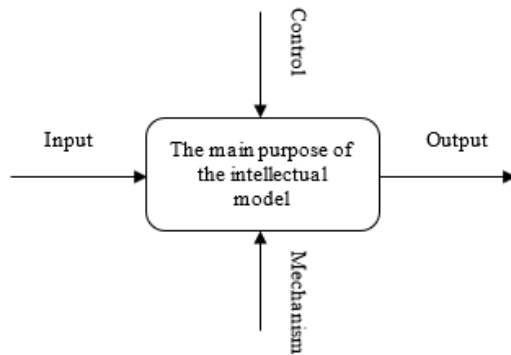 Control
Input
The main purpose of
the intellectual
model
Output
Mechanism